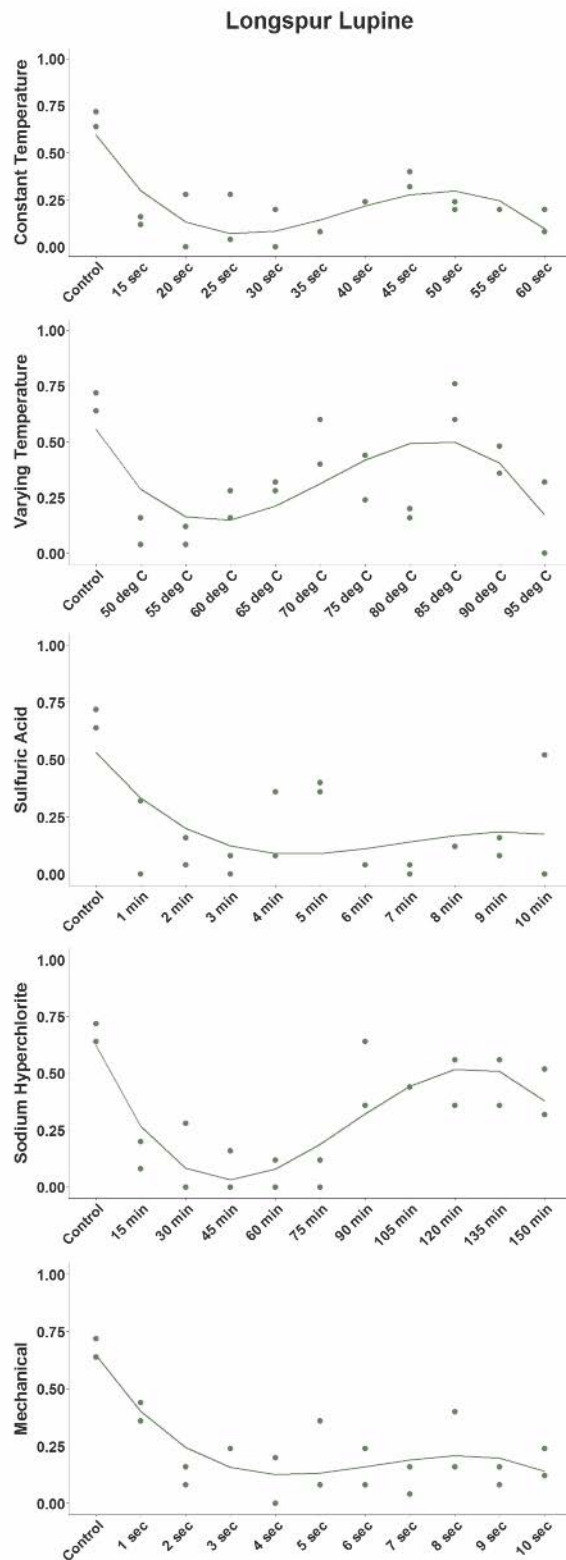 Longspur Lupine
Constant Temperature
1.00
0.75
0.50
0.25
0.00
Control 15 sec 20 sec 25 sec 30 sec 35 sec 40 sec 45 sec 50 sec 55 sec 60 sec
Varying Temperature
1.00
0.75
0.50
0.25
0.00
Control 50 deg C 55 deg C 60 deg C 65 deg C 70 deg C 75 deg C 80 deg C 85 deg C 90 deg C 95 deg C
Sulfuric Acid
1.00
0.75
0.50
0.25
0.00
Control 1 min 2 min 3 min 4 min 5 min 6 min 7 min 8 min 9 min 10 min
Sodium Hyperchlorite
1.00
0.75
0.50
0.25
0.00
Control 15 min 30 min 45 min 60 min 75 min 90 min 105 min 120 min 135 min 150 min
Mechanical
1.00
0.75
0.50
0.25
0.00
Control 1 sec 2 sec 3 sec 4 sec 5 sec 6 sec 7 sec 8 sec 9 sec 10 sec